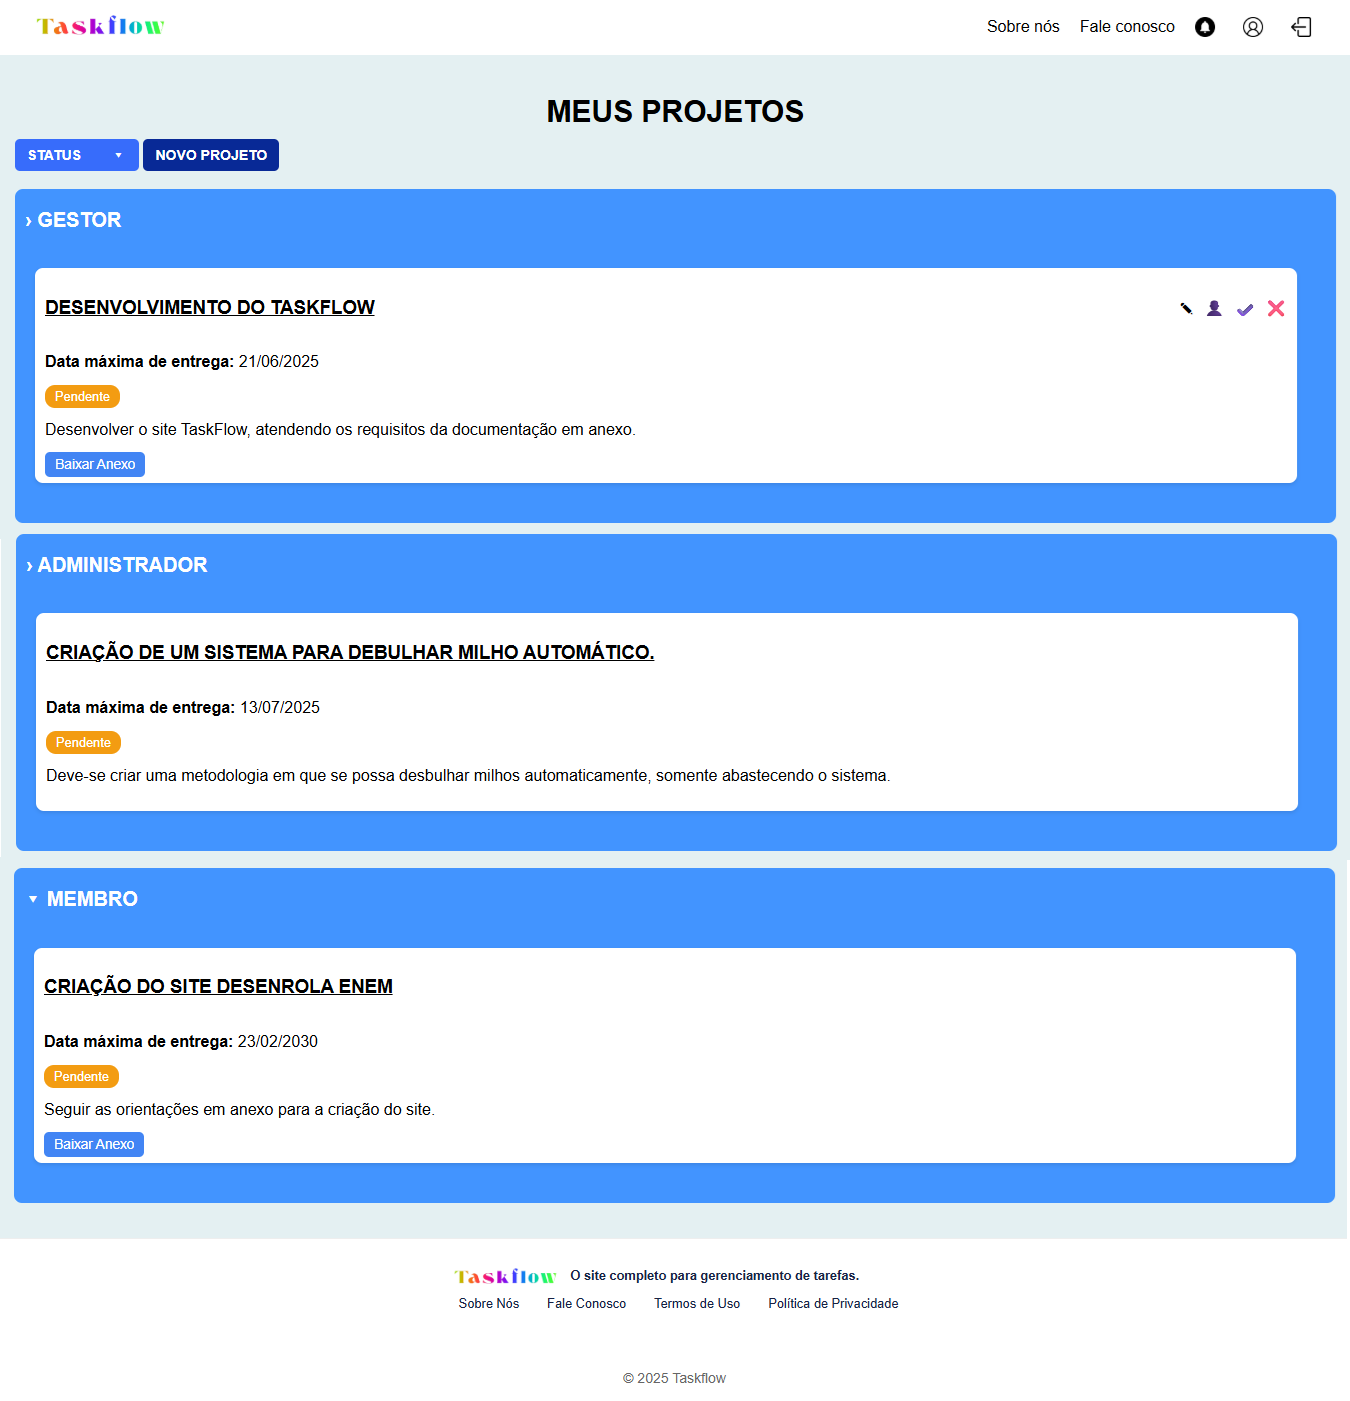 Taskflow Sobre nós Fale conosco
MEUS PROJETOS
STATUS ▼ NOVO PROJETO
› GESTOR
DESENVOLVIMENTO DO TASKFLOW
Data máxima de entrega: 21/06/2025
Pendente
Desenvolver o site TaskFlow, atendendo os requisitos da documentação em anexo.
Baixar Anexo
› ADMINISTRADOR
CRIAÇÃO DE UM SISTEMA PARA DEBULHAR MILHO AUTOMÁTICO.
Data máxima de entrega: 13/07/2025
Pendente
Deve-se criar uma metodologia em que se possa desbulhar milhos automaticamente, somente abastecendo o sistema.
▼ MEMBRO
CRIAÇÃO DO SITE DESENROLA ENEM
Data máxima de entrega: 23/02/2030
Pendente
Seguir as orientações em anexo para a criação do site.
Baixar Anexo
Taskflow O site completo para gerenciamento de tarefas.
Sobre Nós Fale Conosco Termos de Uso Política de Privacidade
© 2025 Taskflow